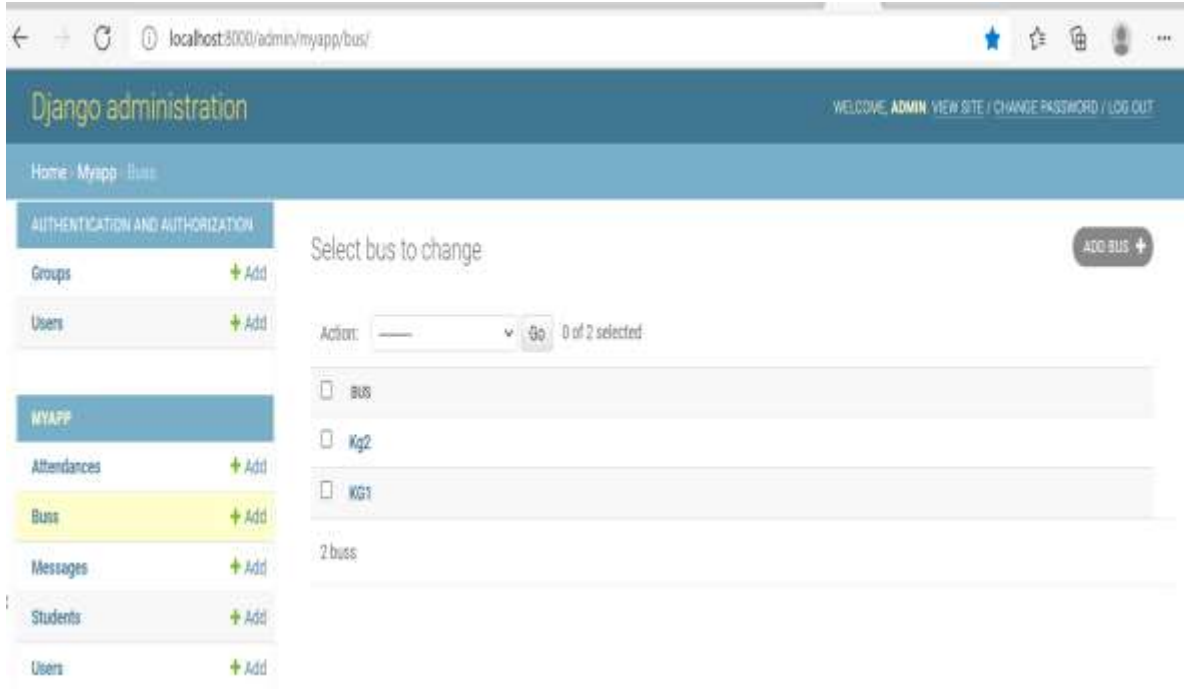 localhost:8000/admin/myapp/bus/
Django administration
WELCOME, ADMIN. VIEW SITE / CHANGE PASSWORD / LOG OUT
Home › Myapp › Buss
AUTHENTICATION AND AUTHORIZATION
Groups + Add
Users + Add
MYAPP
Attendances + Add
Buss + Add
Messages + Add
Students + Add
Users + Add
Select bus to change
ADD BUS +
Action: --------- Go 0 of 2 selected
BUS
Kg2
KG1
2 buss